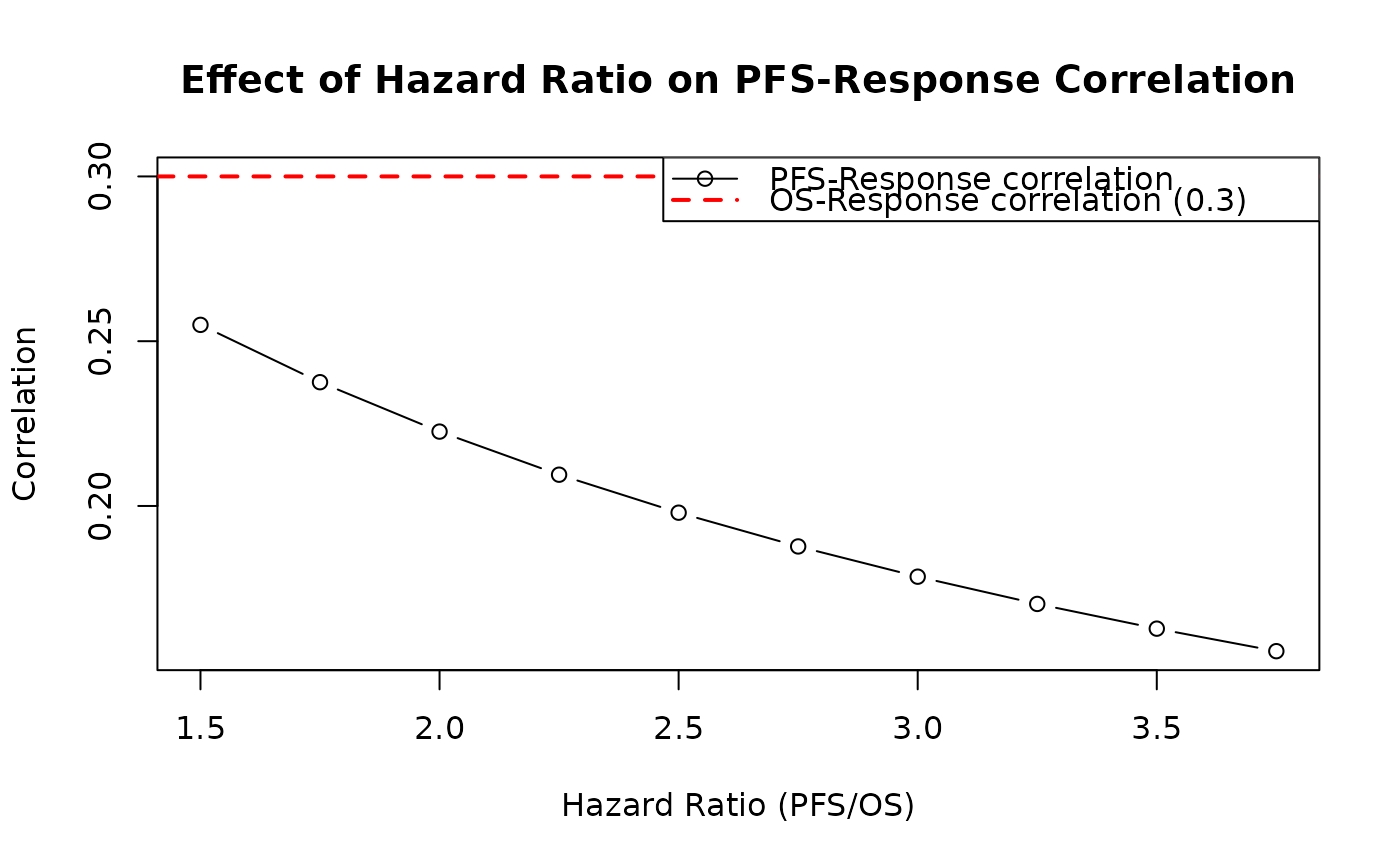 Effect of Hazard Ratio on PFS-Response Correlation
PFS-Response correlation
OS-Response correlation (0.3)
0.30
0.25
0.20
Correlation
1.5 2.0 2.5 3.0 3.5
Hazard Ratio (PFS/OS)